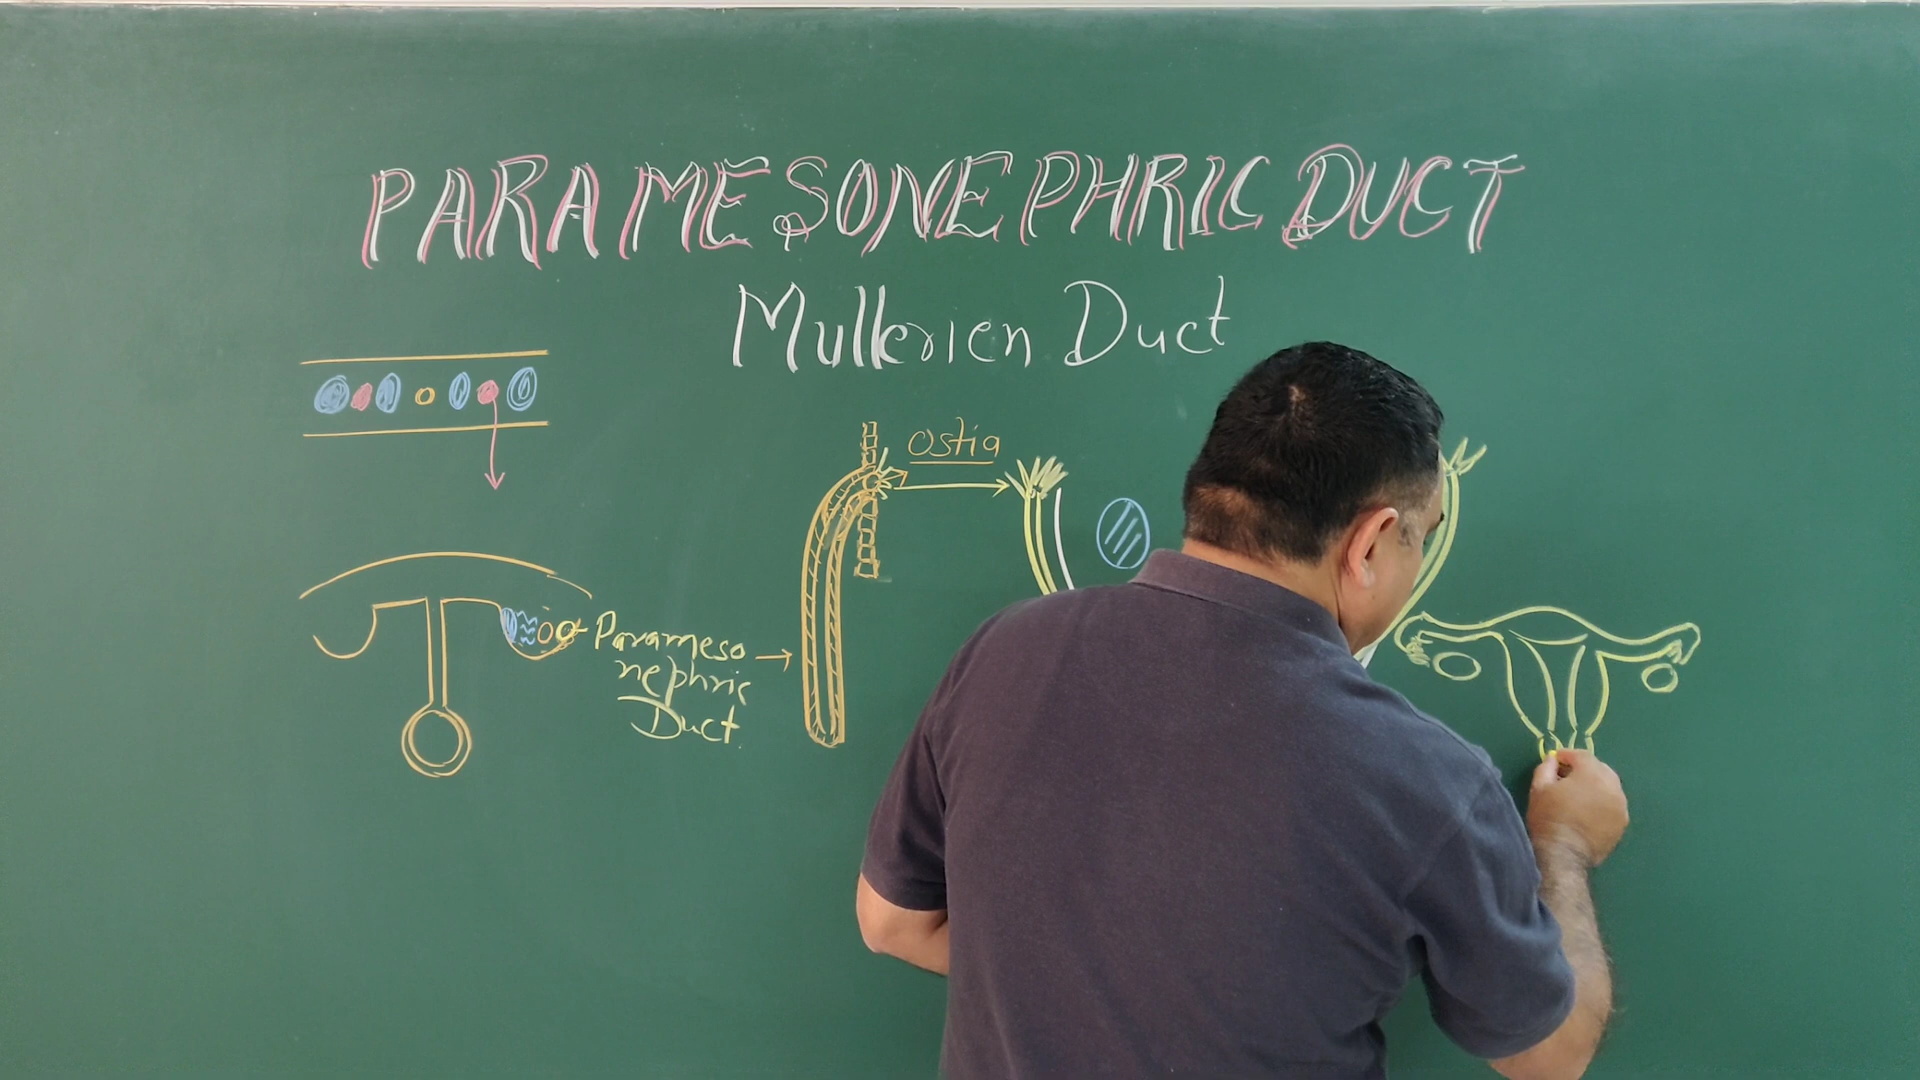 PARAMESONEPHRIC DUCT
Mullerien Duct
Ostia
Parameso
nephric
Duct.